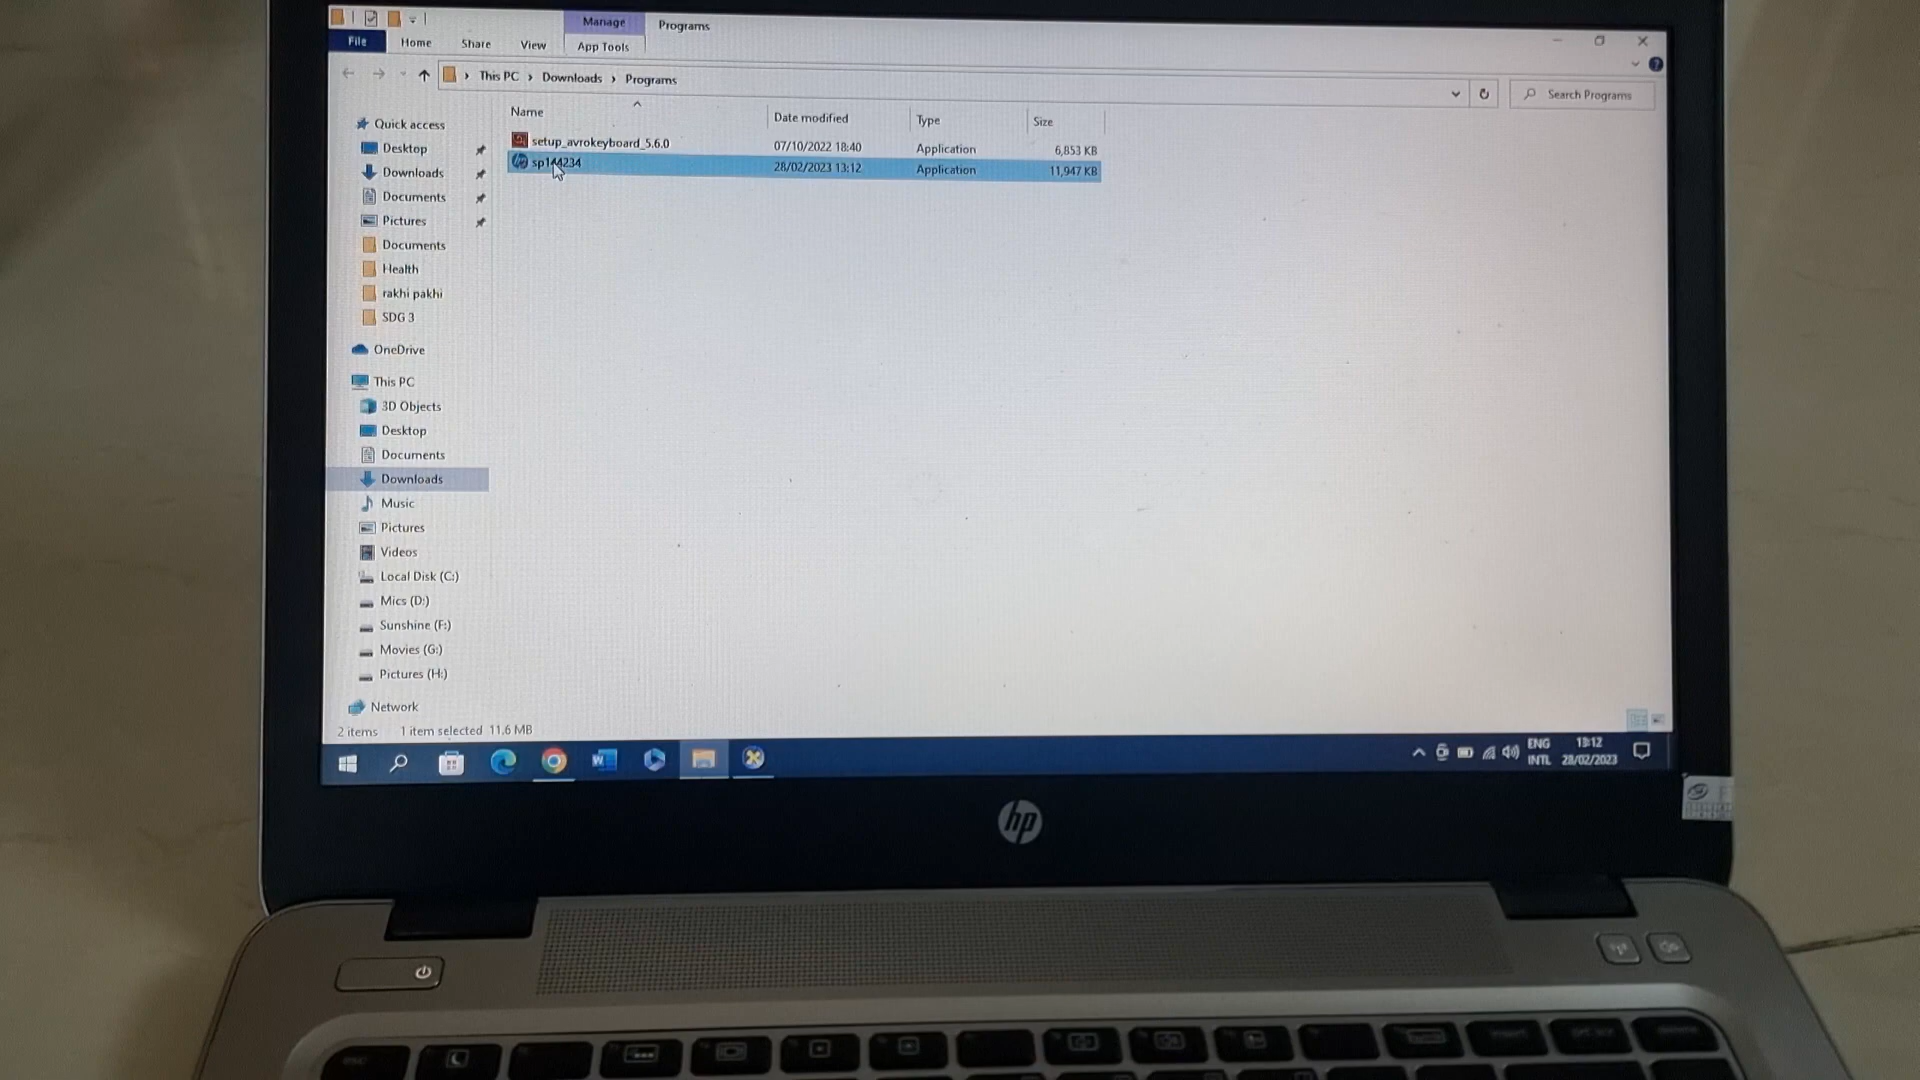 Manage
Programs
File
Home
Share
View
App Tools
This PC
Downloads
Programs
Search Programs
Name
Date modified
Type
Size
setup_avrokeyboard_5.6.0
07/10/2022 18:40
Application
6,853 KB
sp144234
28/02/2023 13:12
Application
11,947 KB
Quick access
Desktop
Downloads
Documents
Pictures
Documents
Health
rakhi pakhi
SDG 3
OneDrive
This PC
3D Objects
Desktop
Documents
Downloads
Music
Pictures
Videos
Local Disk (C:)
Mics (D:)
Sunshine (F:)
Movies (G:)
Pictures (H:)
Network
2 items
1 item selected 11.6 MB
ENG
INTL
13:12
28/02/2023
hp